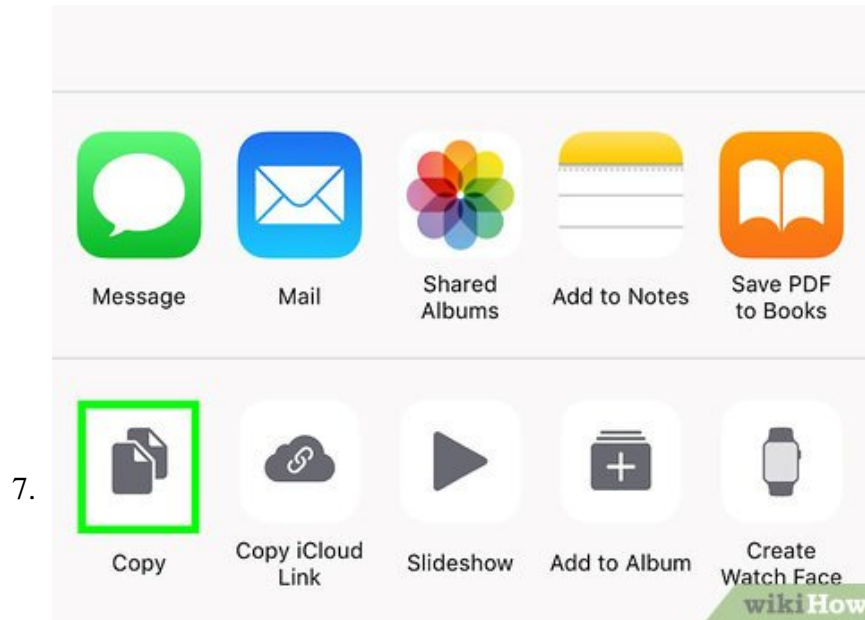 Message
Mail
Shared
Albums
Add to Notes
Save PDF
to Books
7.
Copy
Copy iCloud
Link
Slideshow
Add to Album
Create
Watch Face
wikiHow